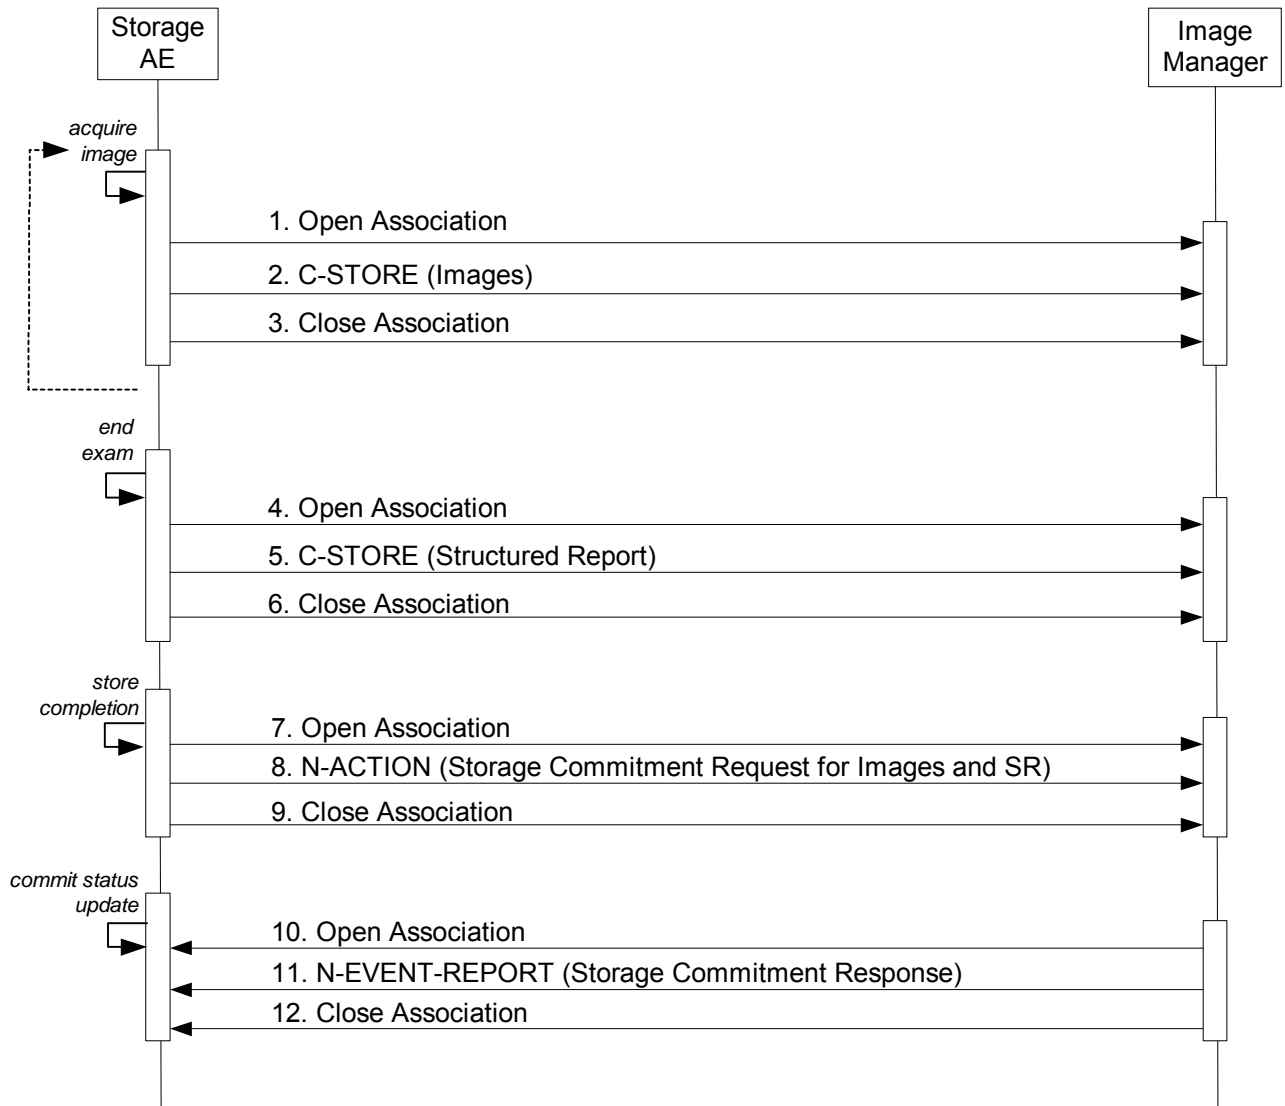 Storage
AE
Image
Manager
acquire
image
1. Open Association
2. C-STORE (Images)
3. Close Association
end
exam
4. Open Association
5. C-STORE (Structured Report)
6. Close Association
store
completion
7. Open Association
8. N-ACTION (Storage Commitment Request for Images and SR)
9. Close Association
commit status
update
10. Open Association
11. N-EVENT-REPORT (Storage Commitment Response)
12. Close Association